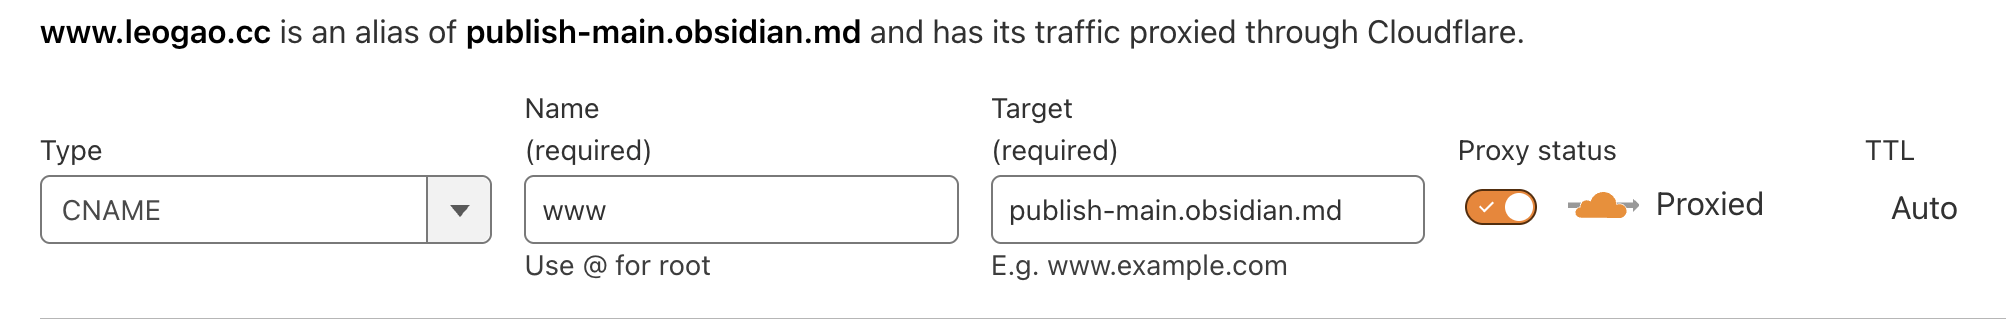 www.leogao.cc is an alias of publish-main.obsidian.md and has its traffic proxied through Cloudflare.
Name Target
Type (required) (required) Proxy status TTL
CNAME www publish-main.obsidian.md Proxied Auto
Use @ for root E.g. www.example.com